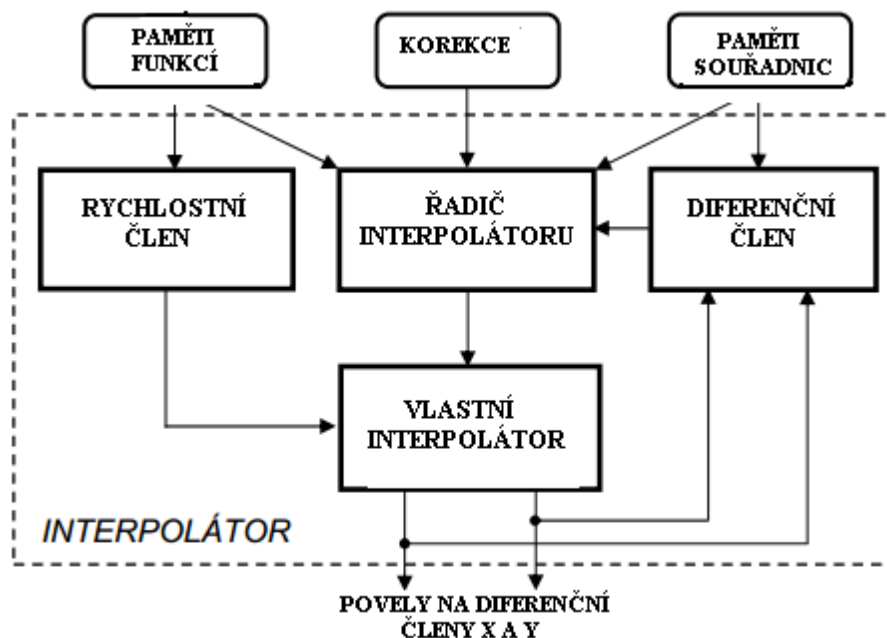 PAMĚTI
FUNKCÍ
KOREKCE
PAMĚTI
SOUŘADNIC
RYCHLOSTNÍ
ČLEN
ŘADIČ
INTERPOLÁTORU
DIFERENČNÍ
ČLEN
VLASTNÍ
INTERPOLÁTOR
INTERPOLÁTOR
POVELY NA DIFERENČNÍ
ČLENY X A Y